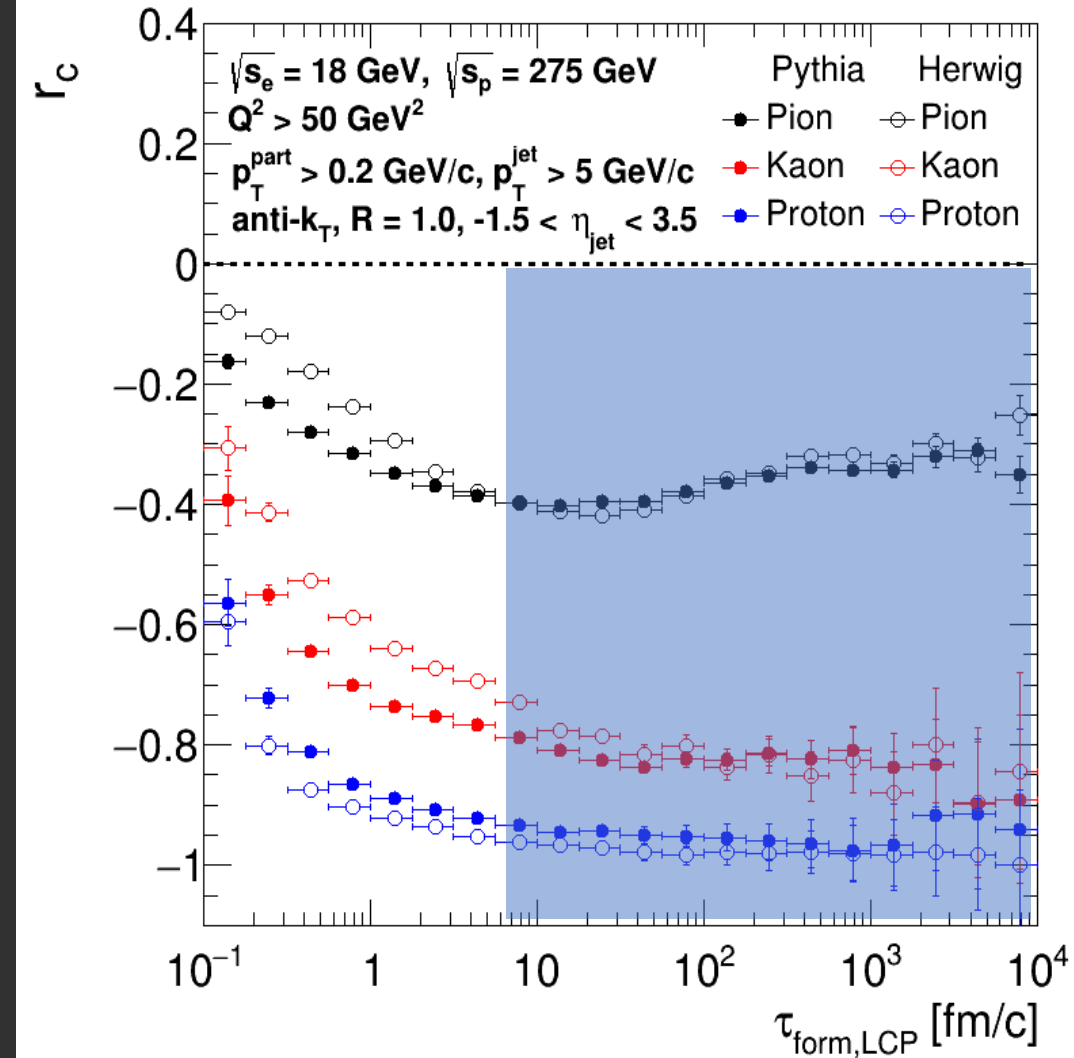 r_c
0.4
0.2
0
−0.2
−0.4
−0.6
−0.8
−1
√s_e = 18 GeV, √s_p = 275 GeV
Q² > 50 GeV²
p_T^part > 0.2 GeV/c, p_T^jet > 5 GeV/c
anti-k_T, R = 1.0, -1.5 < η_jet < 3.5
Pythia Herwig
Pion Pion
Kaon Kaon
Proton Proton
10⁻¹ 1 10 10² 10³ 10⁴
τ_form,LCP [fm/c]